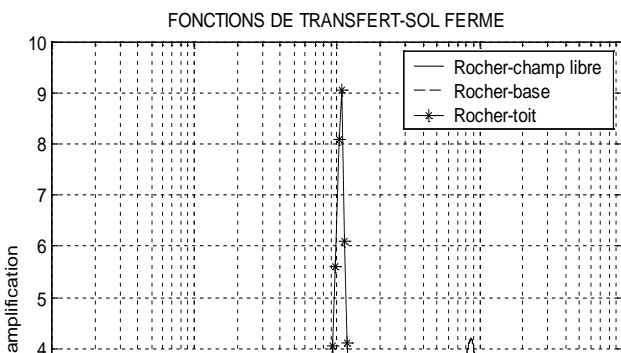 FONCTIONS DE TRANSFERT-SOL FERME
10
Rocher-champ libre
Rocher-base
Rocher-toit
9
8
7
6
5
4
amplification